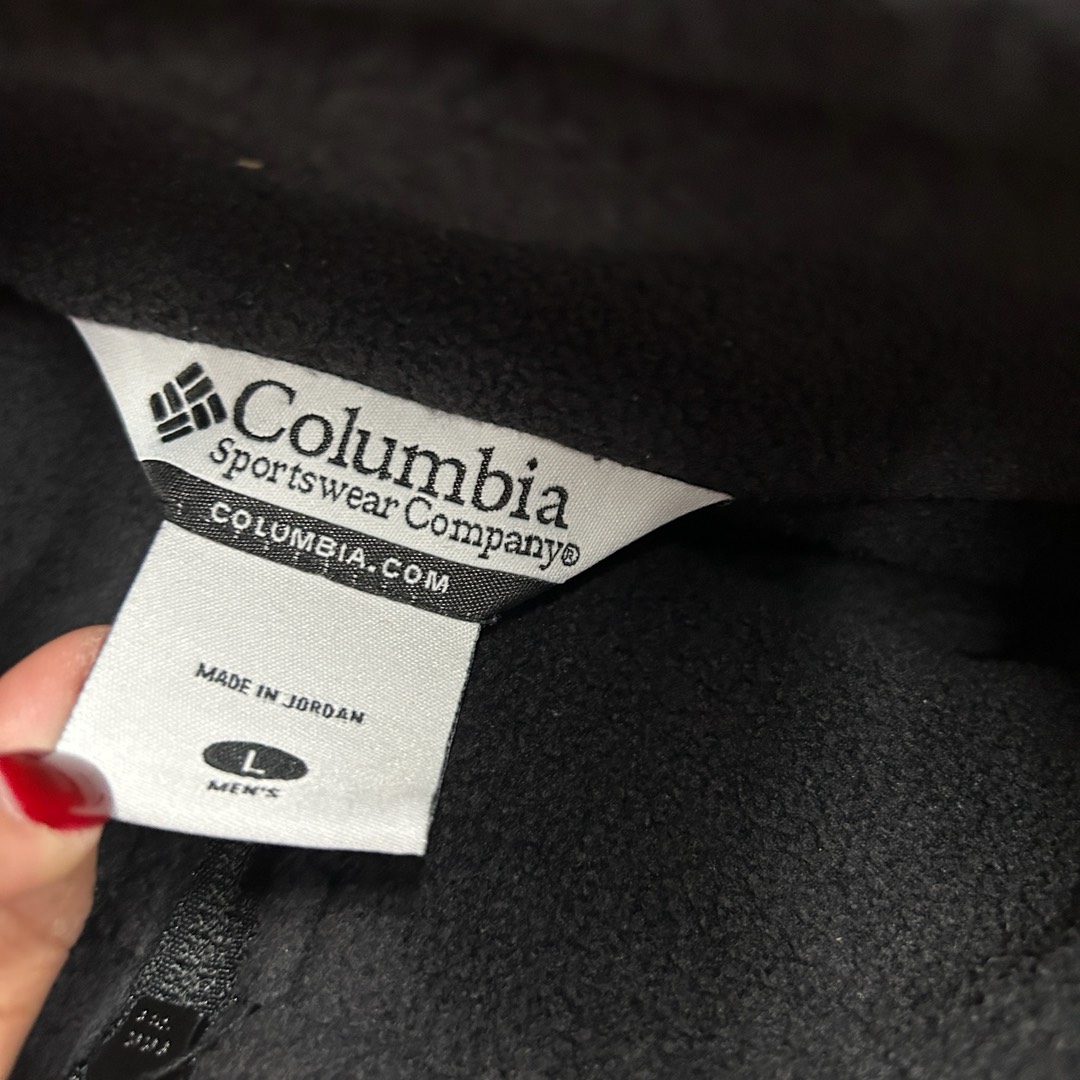 Columbia
Sportswear Company®
COLUMBIA.COM
MADE IN JORDAN
L
MEN'S